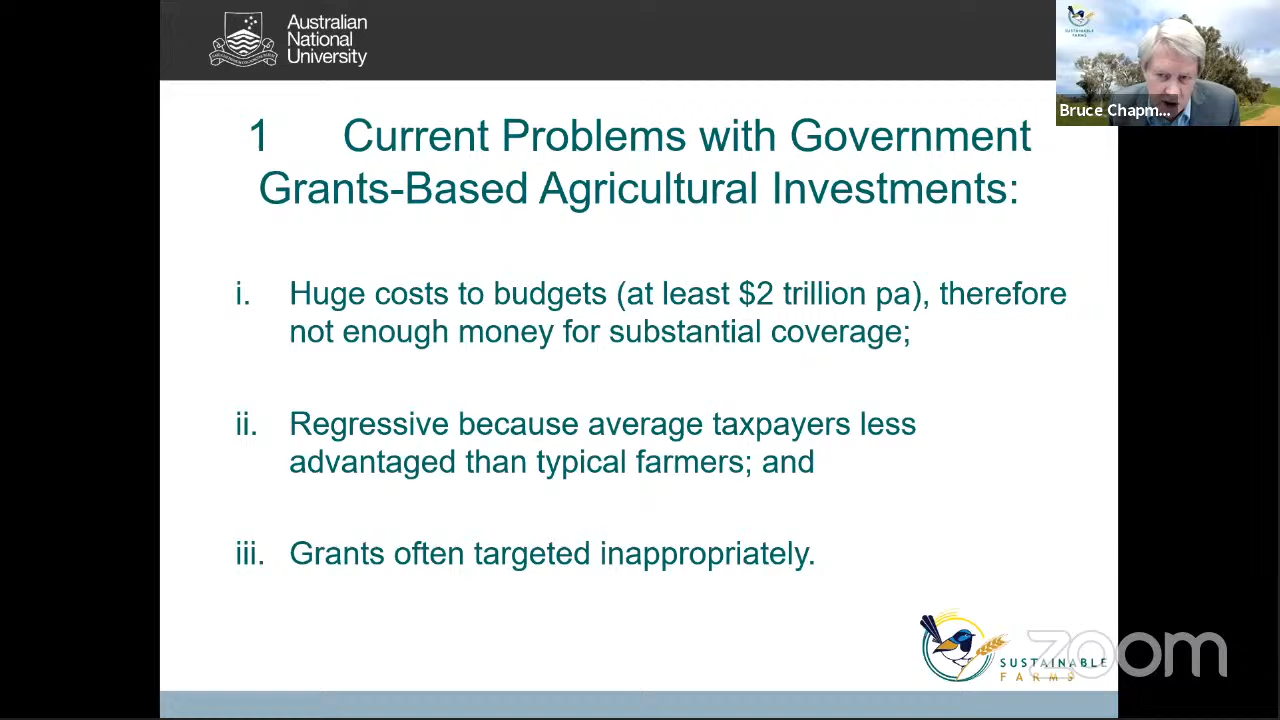 Australian
National
University
SUSTAINABLE
FARMS
Bruce Chapm...
1 Current Problems with Government
Grants-Based Agricultural Investments:
i. Huge costs to budgets (at least $2 trillion pa), therefore
not enough money for substantial coverage;
ii. Regressive because average taxpayers less
advantaged than typical farmers; and
iii. Grants often targeted inappropriately.
SUSTAINABLE
FARMS
zoom